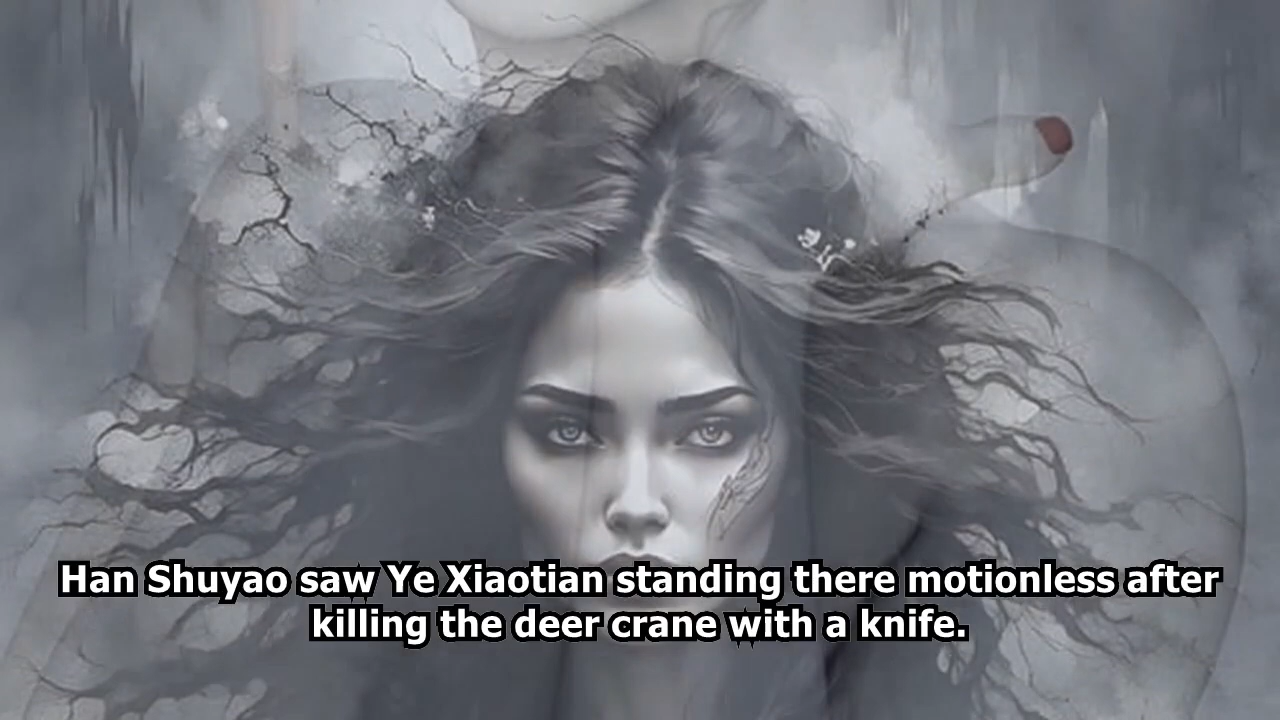 Han Shuyao saw Ye Xiaotian standing there motionless after
killing the deer crane with a knife.